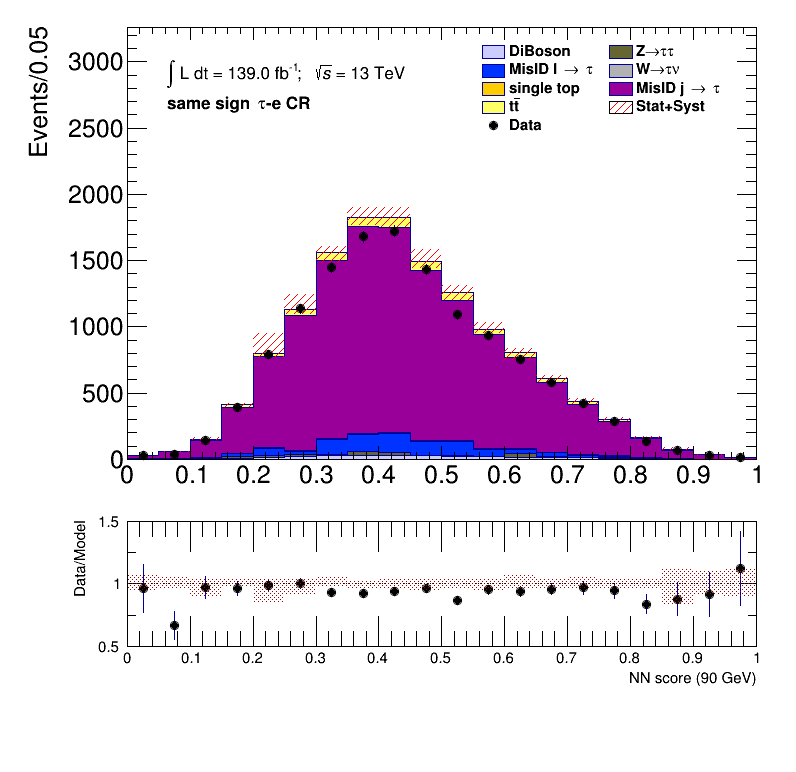 Events/0.05
3000
2500
2000
1500
1000
500
0
∫ L dt = 139.0 fb⁻¹; √s = 13 TeV
same sign τ-e CR
DiBoson
MisID l → τ
single top
tt̄
Data
Z→ττ
W→τν
MisID j → τ
Stat+Syst
0 0.1 0.2 0.3 0.4 0.5 0.6 0.7 0.8 0.9 1
Data/Model
1.5
1
0.5
0 0.1 0.2 0.3 0.4 0.5 0.6 0.7 0.8 0.9 1
NN score (90 GeV)